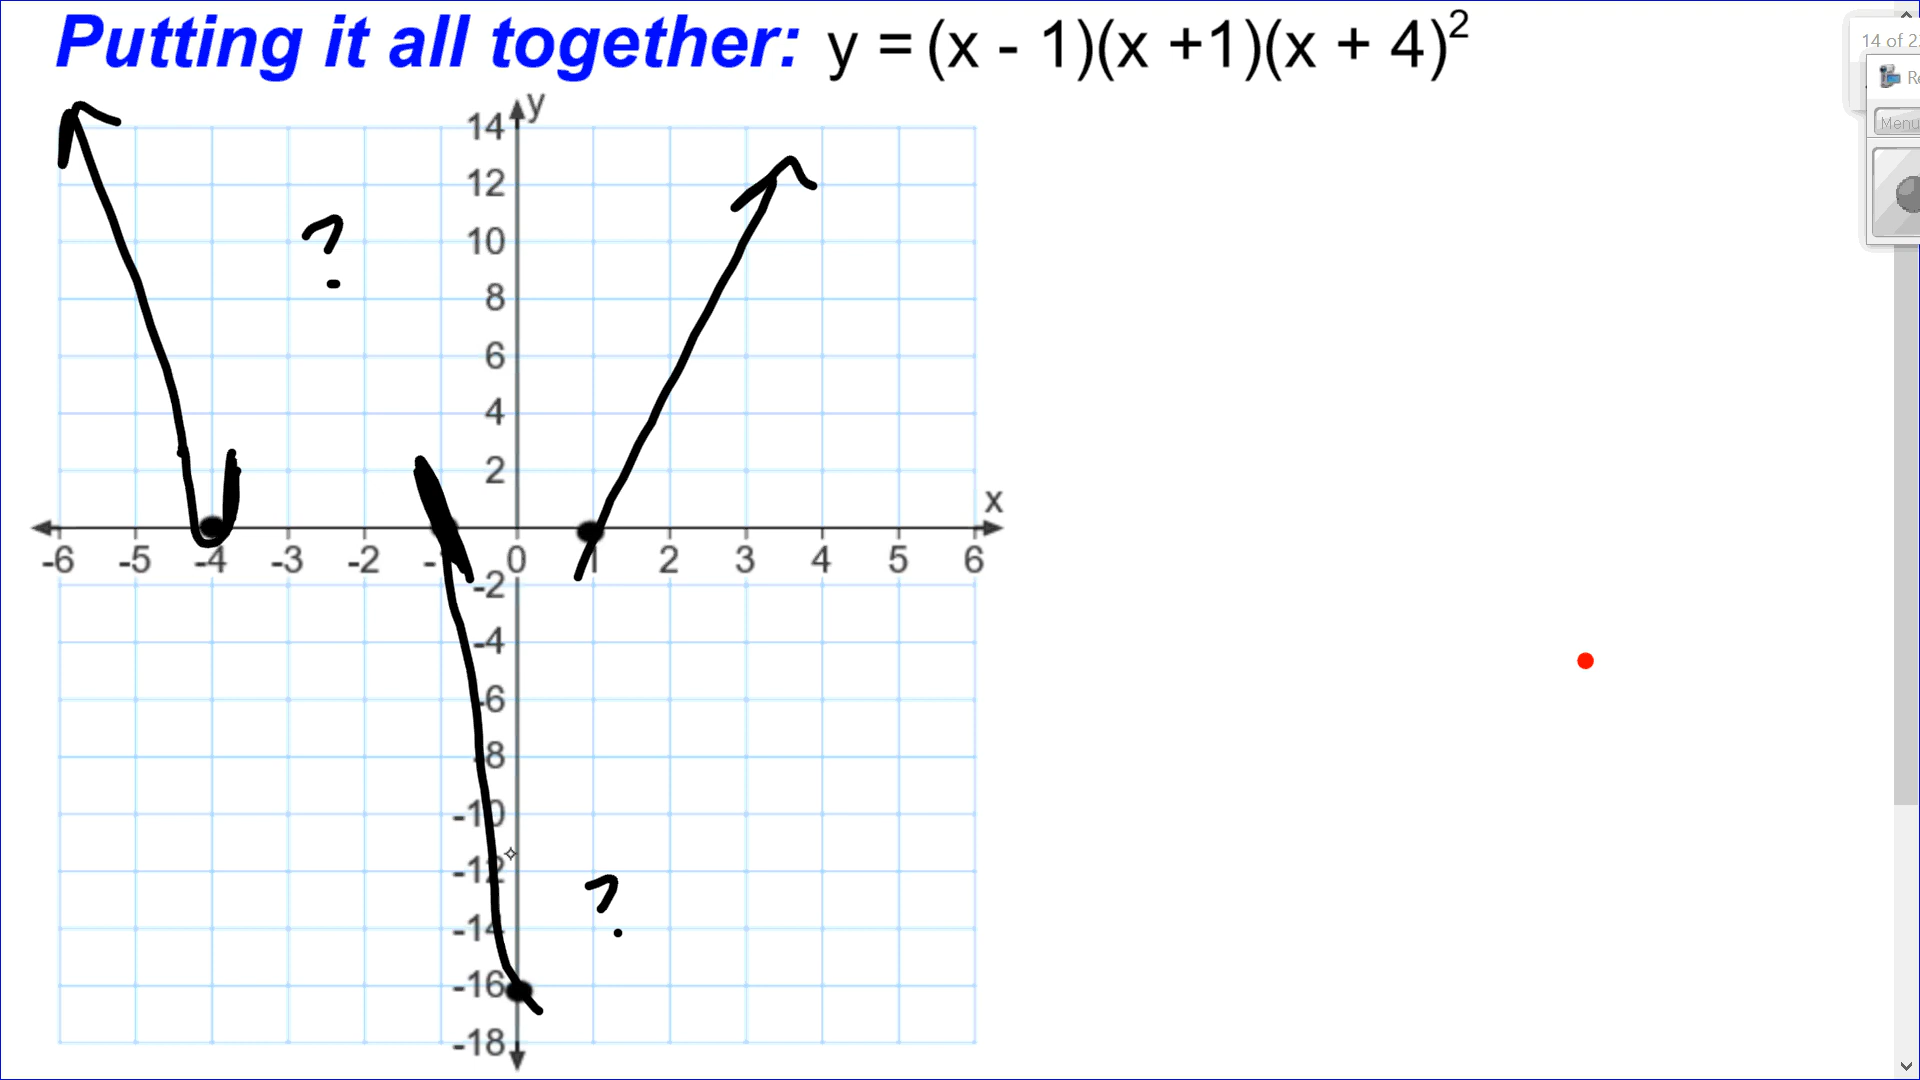 Putting it all together: y = (x - 1)(x +1)(x + 4)²
14 of 2
Re
Menu
y
14
12
?
10
8
6
4
2
x
-6 -5 -4 -3 -2 - 0 1 2 3 4 5 6
-2
-4
-6
-8
-10
-12
?
-14
-16
-18